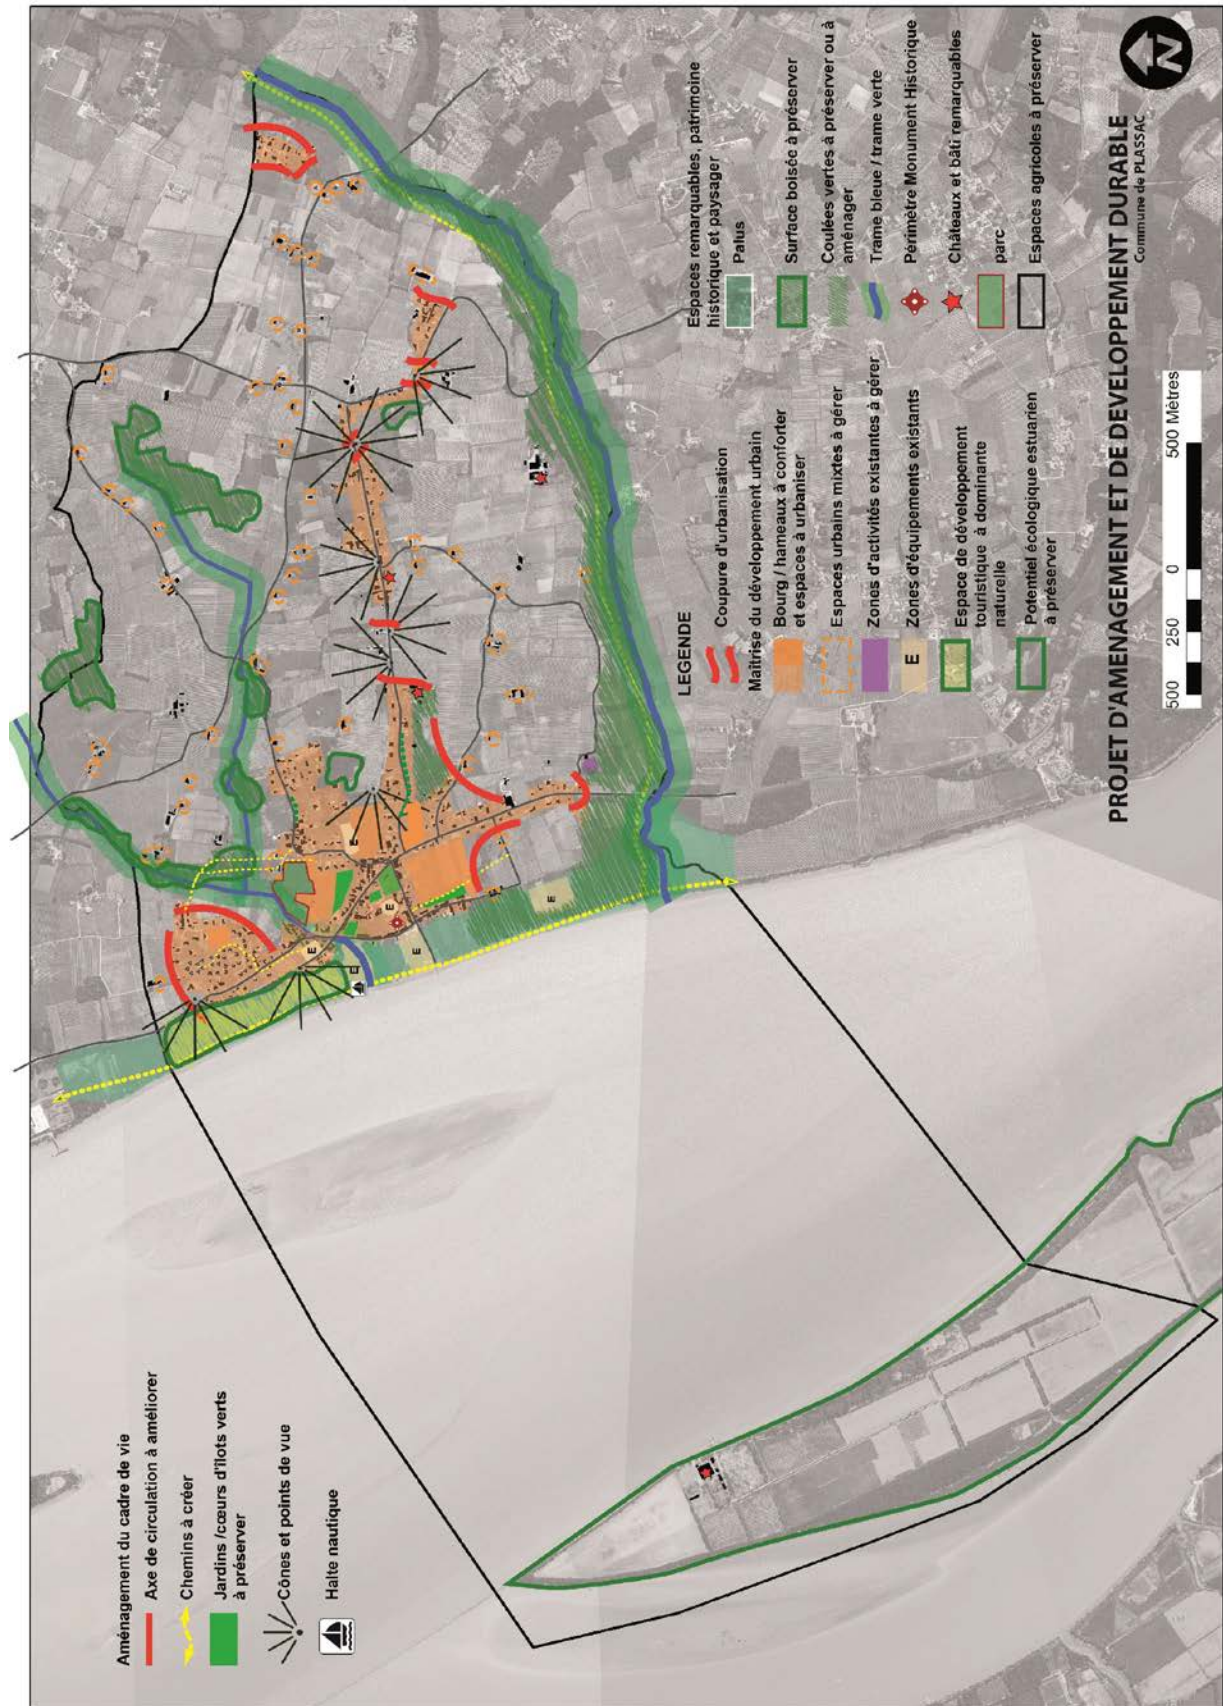 Aménagement du cadre de vie
Axe de circulation à améliorer
Chemins à créer
Jardins /cœurs d'îlots verts
à préserver
Cônes et points de vue
Halte nautique
E
E
E
E
E
E
LEGENDE
Coupure d'urbanisation
Maîtrise du développement urbain
Bourg / hameaux à conforter
et espaces à urbaniser
Espaces urbains mixtes à gérer
Zones d'activités existantes à gérer
E
Zones d'équipements existants
Espace de développement
touristique à dominante
naturelle
Potentiel écologique estuarien
à préserver
Espaces remarquables, patrimoine
historique et paysager
Palus
Surface boisée à préserver
Coulées vertes à préserver ou à
aménager
Trame bleue / trame verte
Périmètre Monument Historique
Châteaux et bâti remarquables
parc
Espaces agricoles à préserver
500 250 0 500 Mètres
PROJET D'AMENAGEMENT ET DE DEVELOPPEMENT DURABLE
Commune de PLASSAC
N